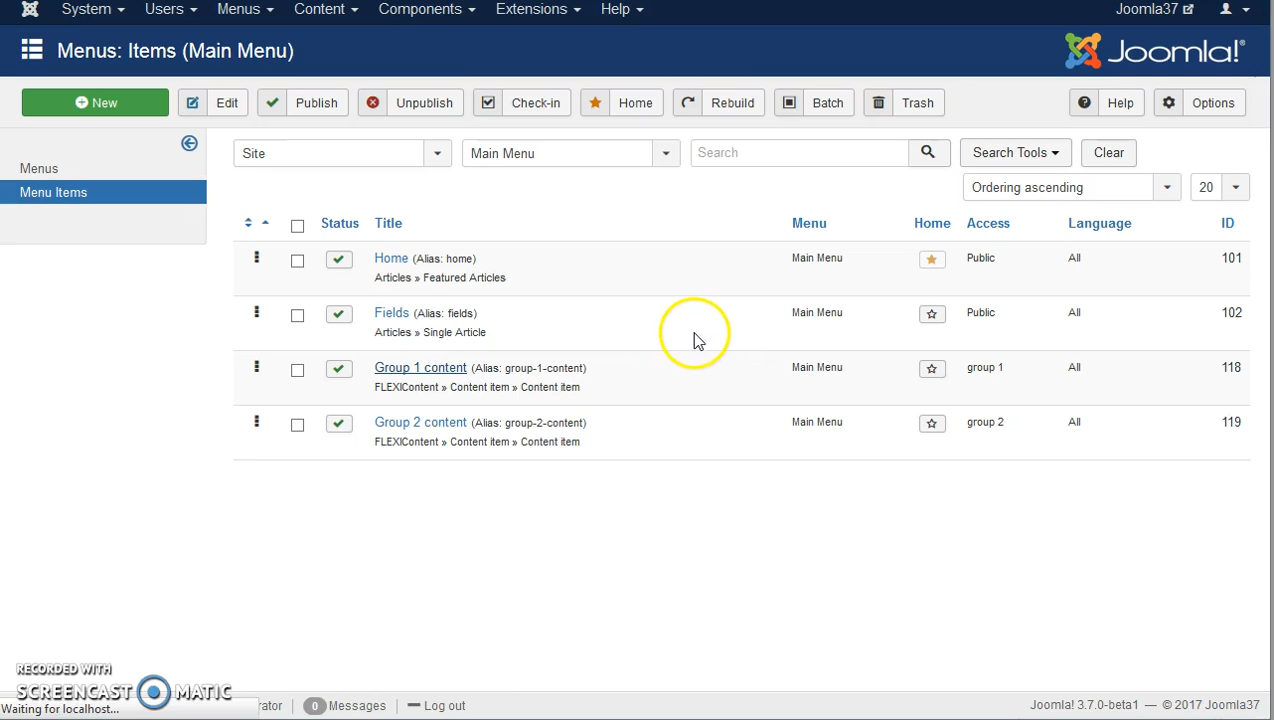 System Users Menus Content Components Extensions Help Joomla37
Menus: Items (Main Menu) Joomla!®
New Edit Publish Unpublish Check-in Home Rebuild Batch Trash Help Options
Site Main Menu Search Search Tools Clear
Menus
Ordering ascending 20
Menu Items
Status Title Menu Home Access Language ID
Home (Alias: home) Main Menu Public All 101
Articles » Featured Articles
Fields (Alias: fields) Main Menu Public All 102
Articles » Single Article
Group 1 content (Alias: group-1-content) Main Menu group 1 All 118
FLEXIContent » Content item » Content item
Group 2 content (Alias: group-2-content) Main Menu group 2 All 119
FLEXIContent » Content item » Content item
RECORDED WITH
SCREENCAST MATIC
Waiting for localhost... rator 0 Messages Log out Joomla! 3.7.0-beta1 — © 2017 Joomla37